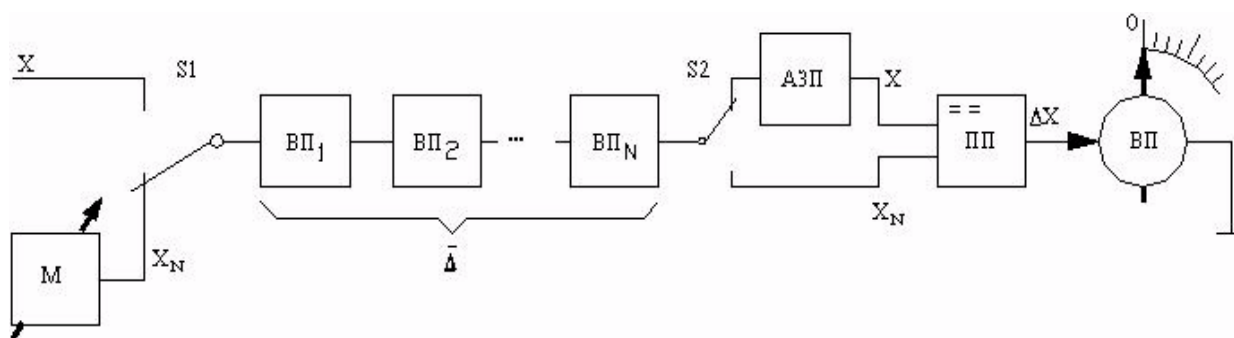 X
S1
ВП1
ВП2
...
ВПN
S2
АЗП
X
==
ПП
ΔX
0
ВП
XN
M
XN
Δ̄